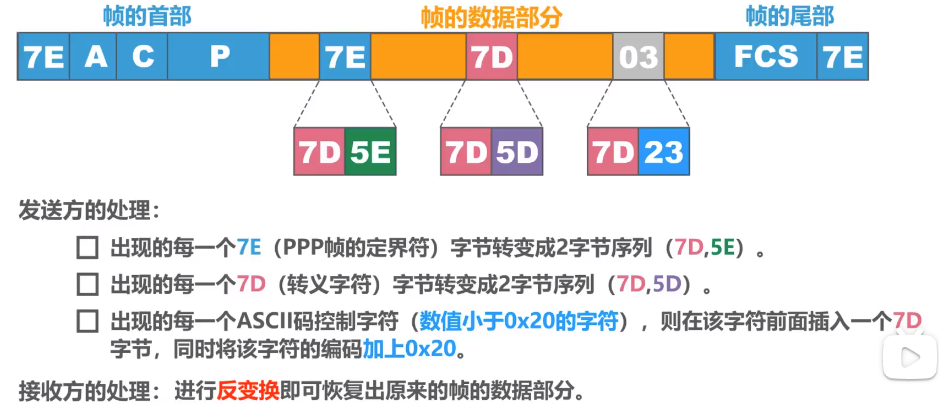 帧的首部 帧的数据部分 帧的尾部
7E A C P 7E 7D 03 FCS 7E
7D 5E 7D 5D 7D 23
发送方的处理：
出现的每一个7E（PPP帧的定界符）字节转变成2字节序列（7D,5E）。
出现的每一个7D（转义字符）字节转变成2字节序列（7D,5D）。
出现的每一个ASCII码控制字符（数值小于0x20的字符），则在该字符前面插入一个7D
字节，同时将该字符的编码加上0x20。
接收方的处理：进行反变换即可恢复出原来的帧的数据部分。